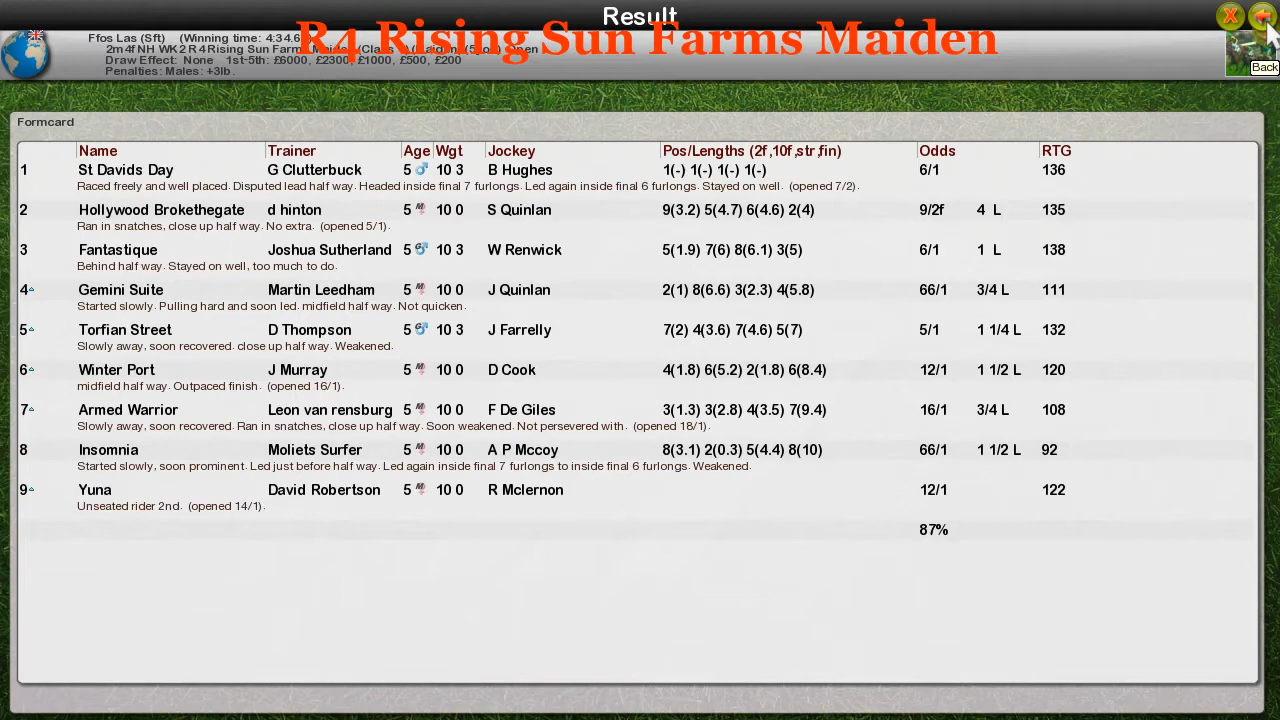 Result
R4 Rising Sun Farms Maiden
Ffos Las (Sft) (Winning time: 4:34.6
2m4f NH WK2 R4 Rising Sun Farms Maiden (Class Open
Draw Effect: None 1st-5th: £6000, £2300, £1000, £500, £200
Penalties: Males: +3lb.
Back
Formcard
Name Trainer Age Wgt Jockey Pos/Lengths (2f,10f,str,fin) Odds RTG
1 St Davids Day G Clutterbuck 5 10 3 B Hughes 1(-) 1(-) 1(-) 1(-) 6/1 136
Raced freely and well placed. Disputed lead half way. Headed inside final 7 furlongs. Led again inside final 6 furlongs. Stayed on well. (opened 7/2).
2 Hollywood Brokethegate d hinton 5 10 0 S Quinlan 9(3.2) 5(4.7) 6(4.6) 2(4) 9/2f 4 L 135
Ran in snatches, close up half way. No extra. (opened 5/1).
3 Fantastique Joshua Sutherland 5 10 3 W Renwick 5(1.9) 7(6) 8(6.1) 3(5) 6/1 1 L 138
Behind half way. Stayed on well, too much to do.
4 Gemini Suite Martin Leedham 5 10 0 J Quinlan 2(1) 8(6.6) 3(2.3) 4(5.8) 66/1 3/4 L 111
Started slowly. Pulling hard and soon led. midfield half way. Not quicken.
5 Torfian Street D Thompson 5 10 3 J Farrelly 7(2) 4(3.6) 7(4.6) 5(7) 5/1 1 1/4 L 132
Slowly away, soon recovered. close up half way. Weakened.
6 Winter Port J Murray 5 10 0 D Cook 4(1.8) 6(5.2) 2(1.8) 6(8.4) 12/1 1 1/2 L 120
midfield half way. Outpaced finish. (opened 16/1).
7 Armed Warrior Leon van rensburg 5 10 0 F De Giles 3(1.3) 3(2.8) 4(3.5) 7(9.4) 16/1 3/4 L 108
Slowly away, soon recovered. Ran in snatches, close up half way. Soon weakened. Not persevered with. (opened 18/1).
8 Insomnia Moliets Surfer 5 10 0 A P Mccoy 8(3.1) 2(0.3) 5(4.4) 8(10) 66/1 1 1/2 L 92
Started slowly, soon prominent. Led just before half way. Led again inside final 7 furlongs to inside final 6 furlongs. Weakened.
9 Yuna David Robertson 5 10 0 R Mclernon 12/1 122
Unseated rider 2nd. (opened 14/1).
87%